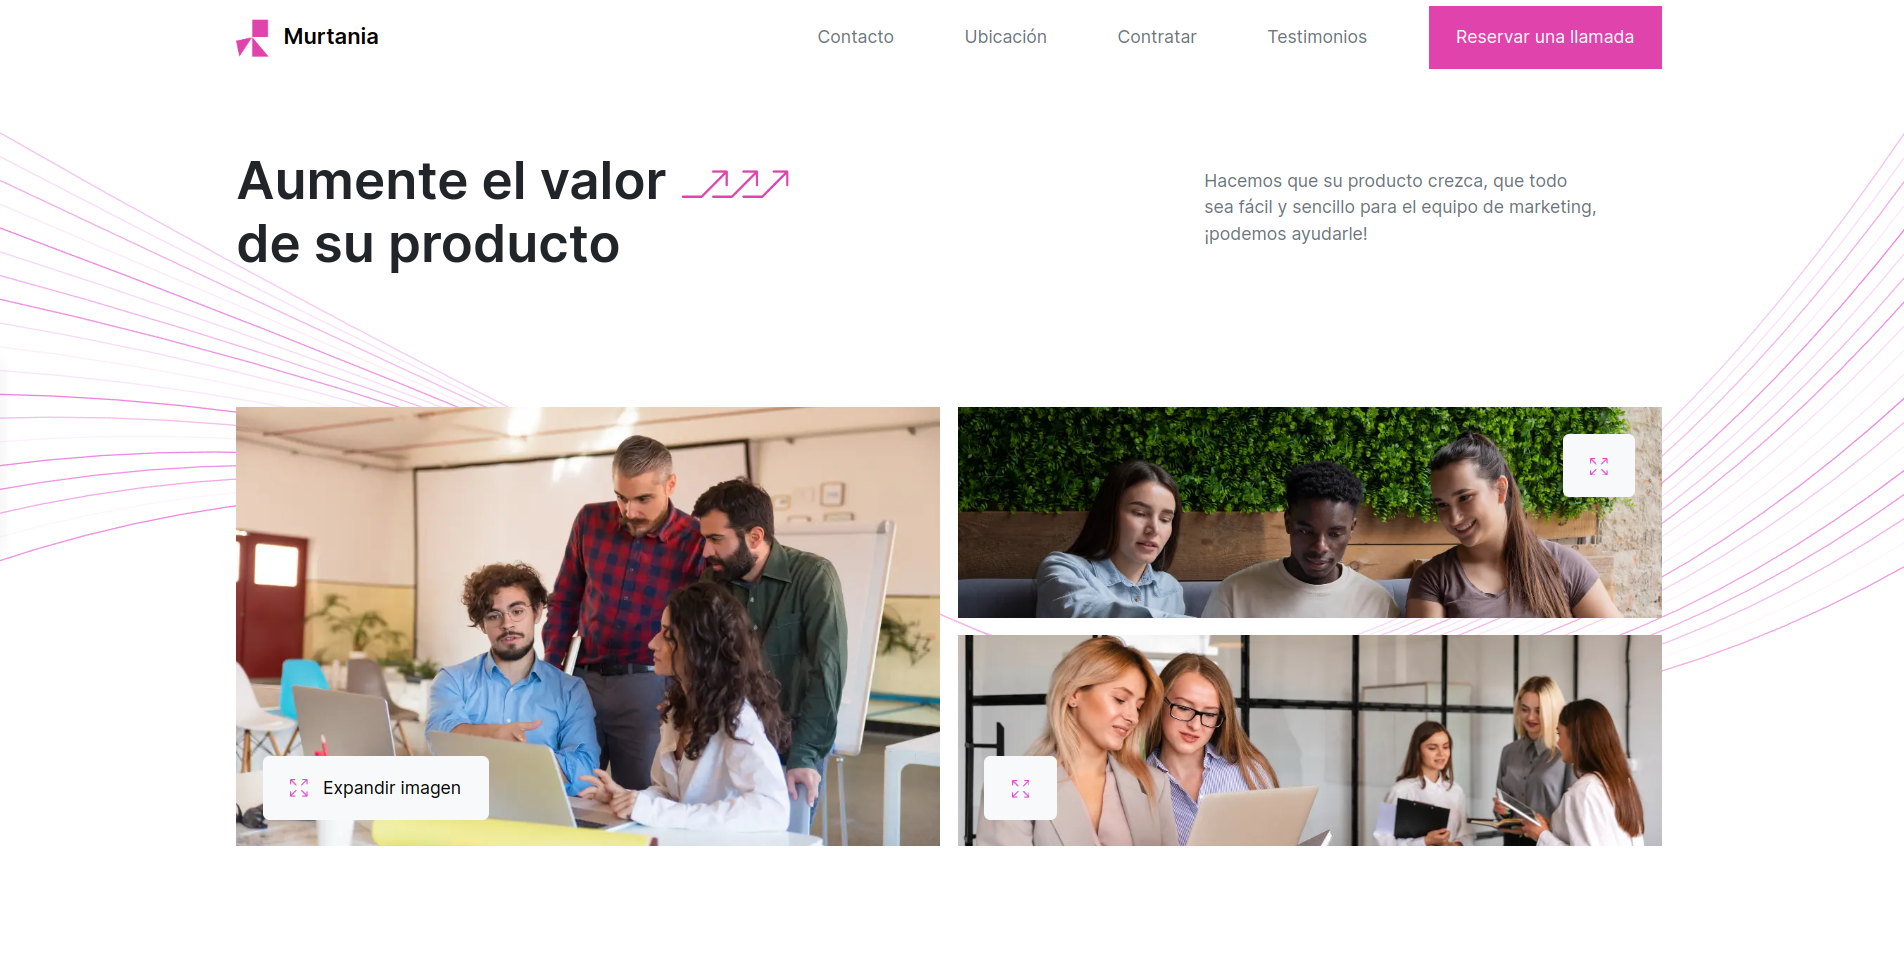 Murtania
Contacto
Ubicación
Contratar
Testimonios
Reservar una llamada
Aumente el valor
de su producto
Hacemos que su producto crezca, que todo
sea fácil y sencillo para el equipo de marketing,
¡podemos ayudarle!
Expandir imagen